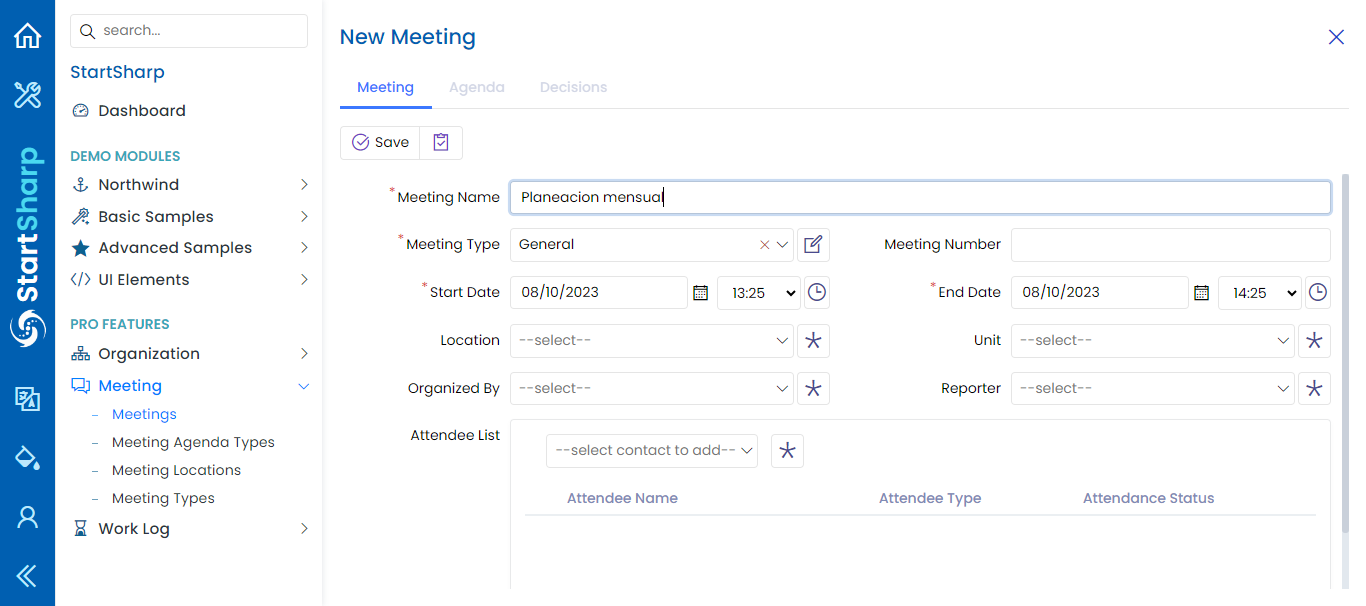 search...
StartSharp
Dashboard
DEMO MODULES
Northwind
Basic Samples
Advanced Samples
UI Elements
PRO FEATURES
Organization
Meeting
Meetings
Meeting Agenda Types
Meeting Locations
Meeting Types
Work Log
StartSharp
New Meeting
Meeting Agenda Decisions
Save
*Meeting Name Planeacion mensual
*Meeting Type General Meeting Number
*Start Date 08/10/2023 13:25 *End Date 08/10/2023 14:25
Location --select-- Unit --select--
Organized By --select-- Reporter --select--
Attendee List
--select contact to add--
Attendee Name Attendee Type Attendance Status